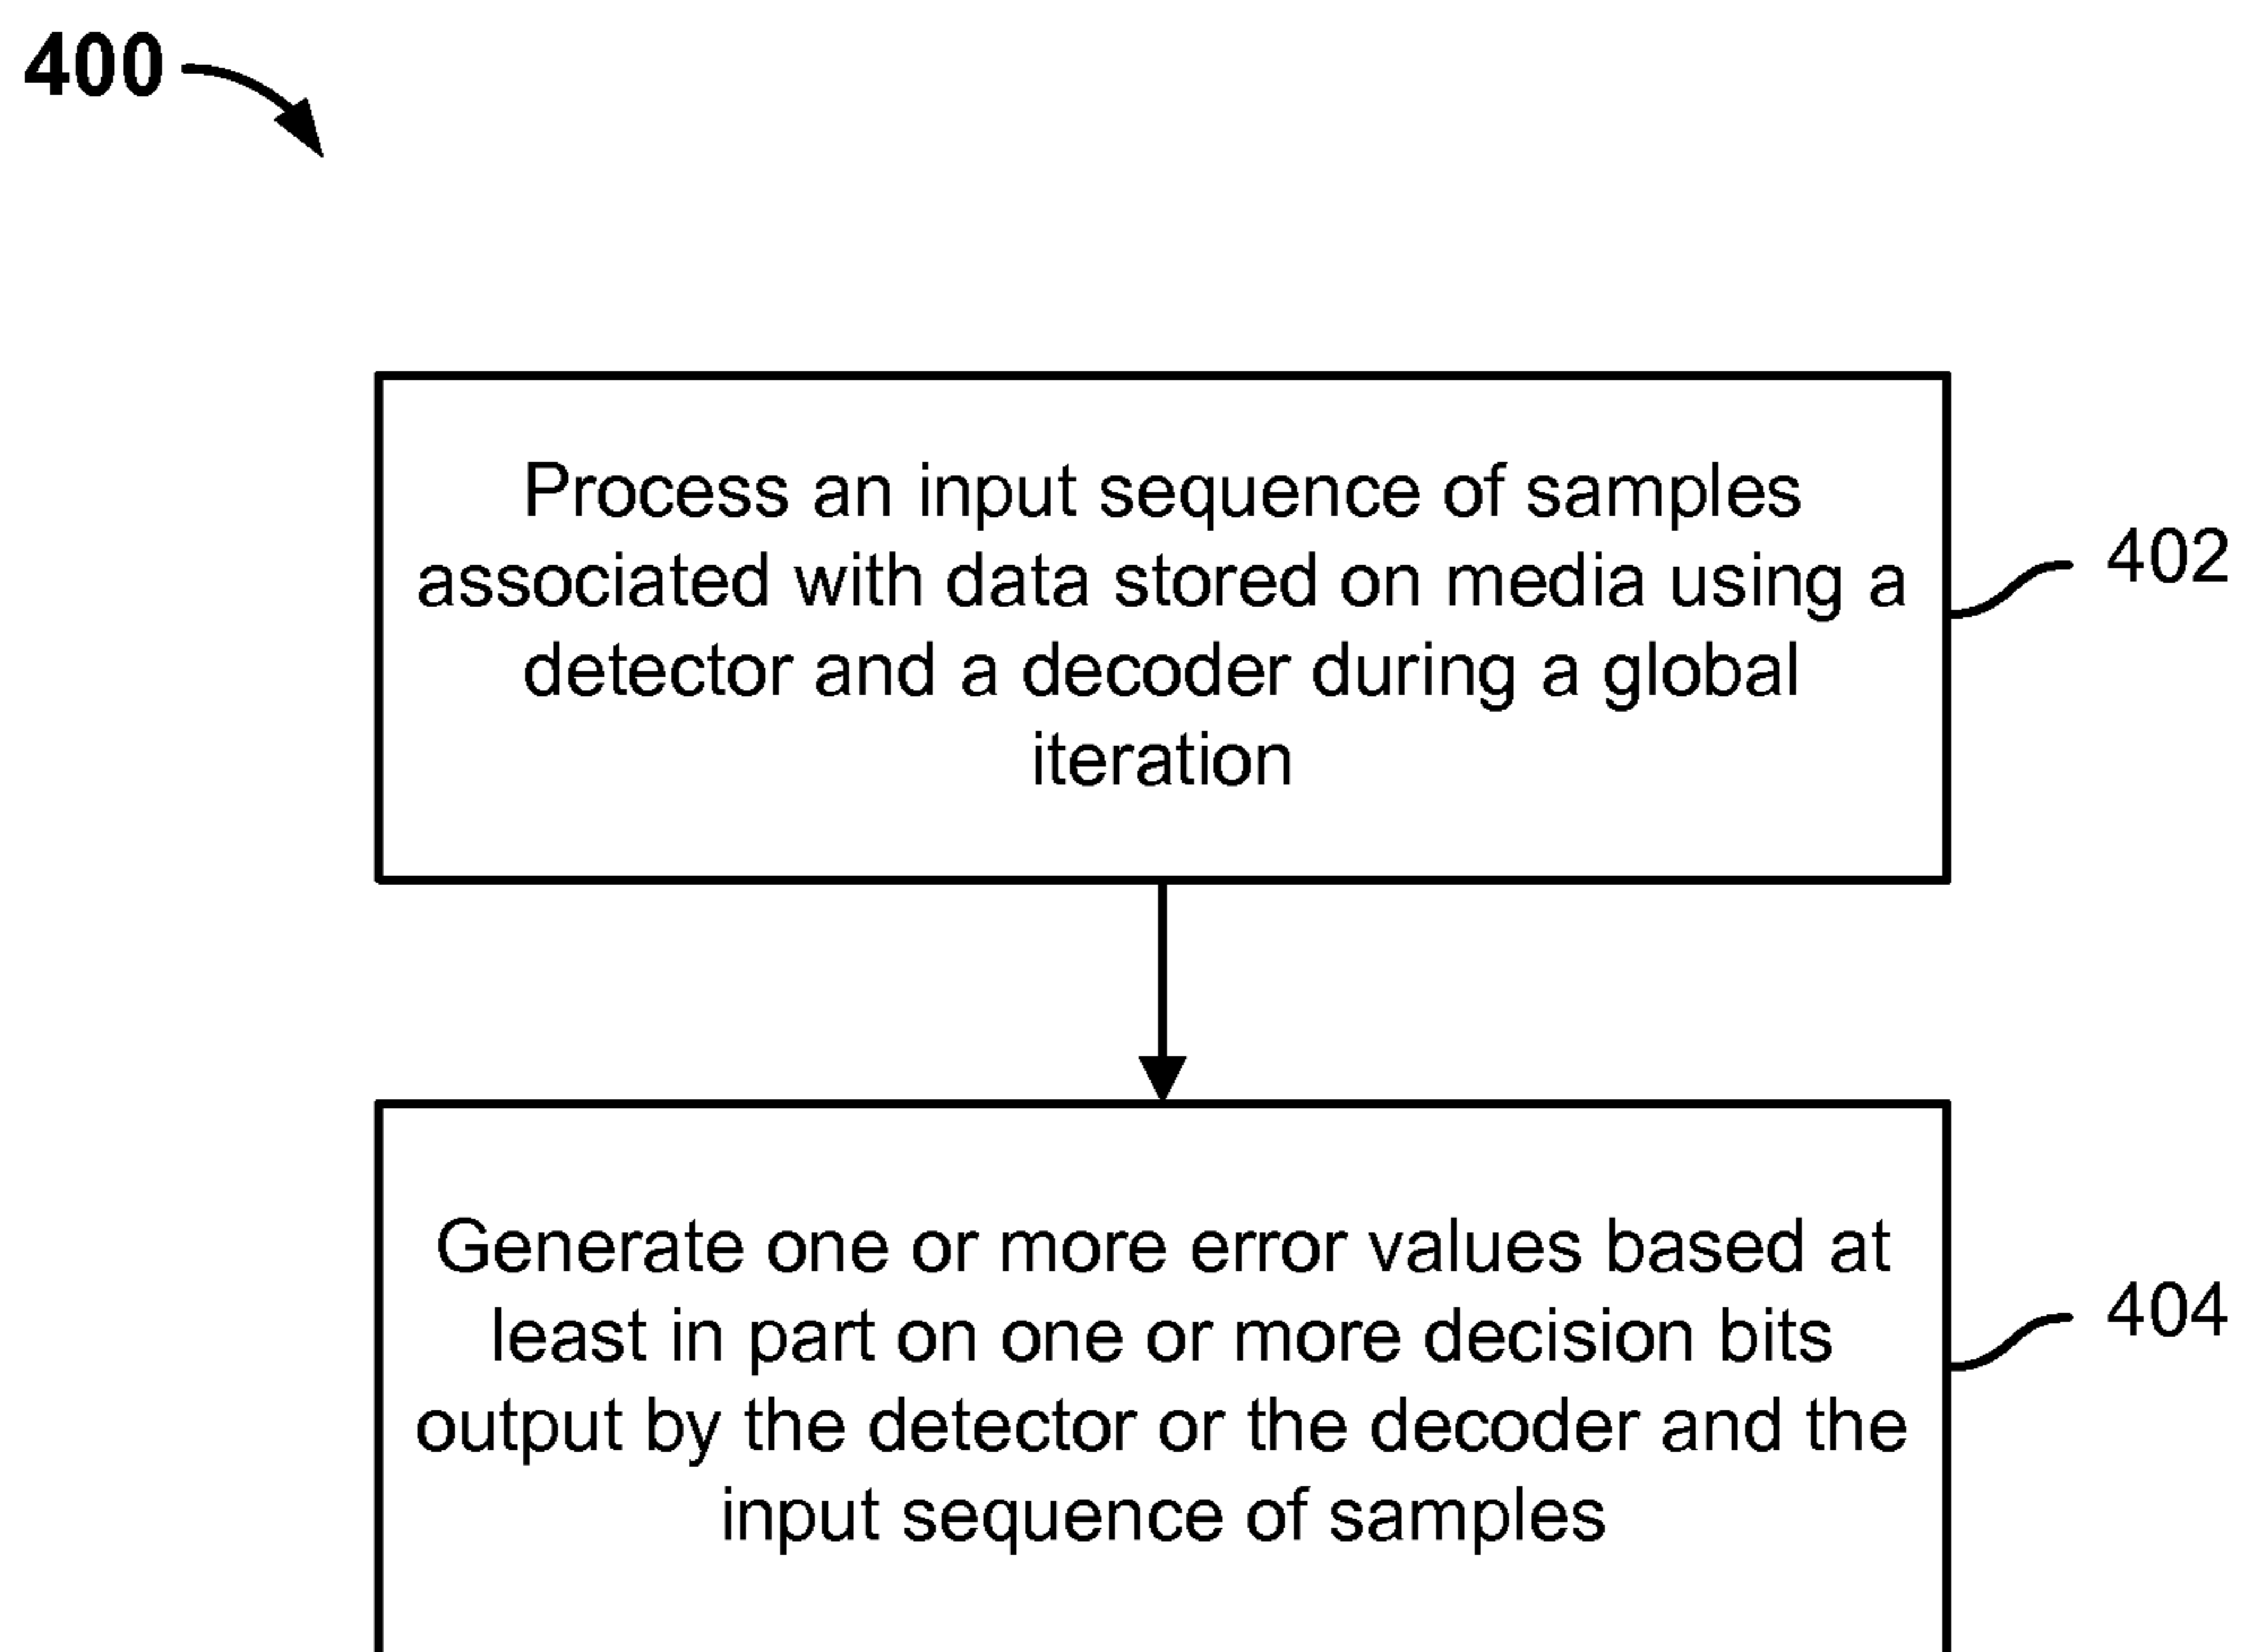 400
Process an input sequence of samples
associated with data stored on media using a
detector and a decoder during a global
iteration
402
Generate one or more error values based at
least in part on one or more decision bits
output by the detector or the decoder and the
input sequence of samples
404